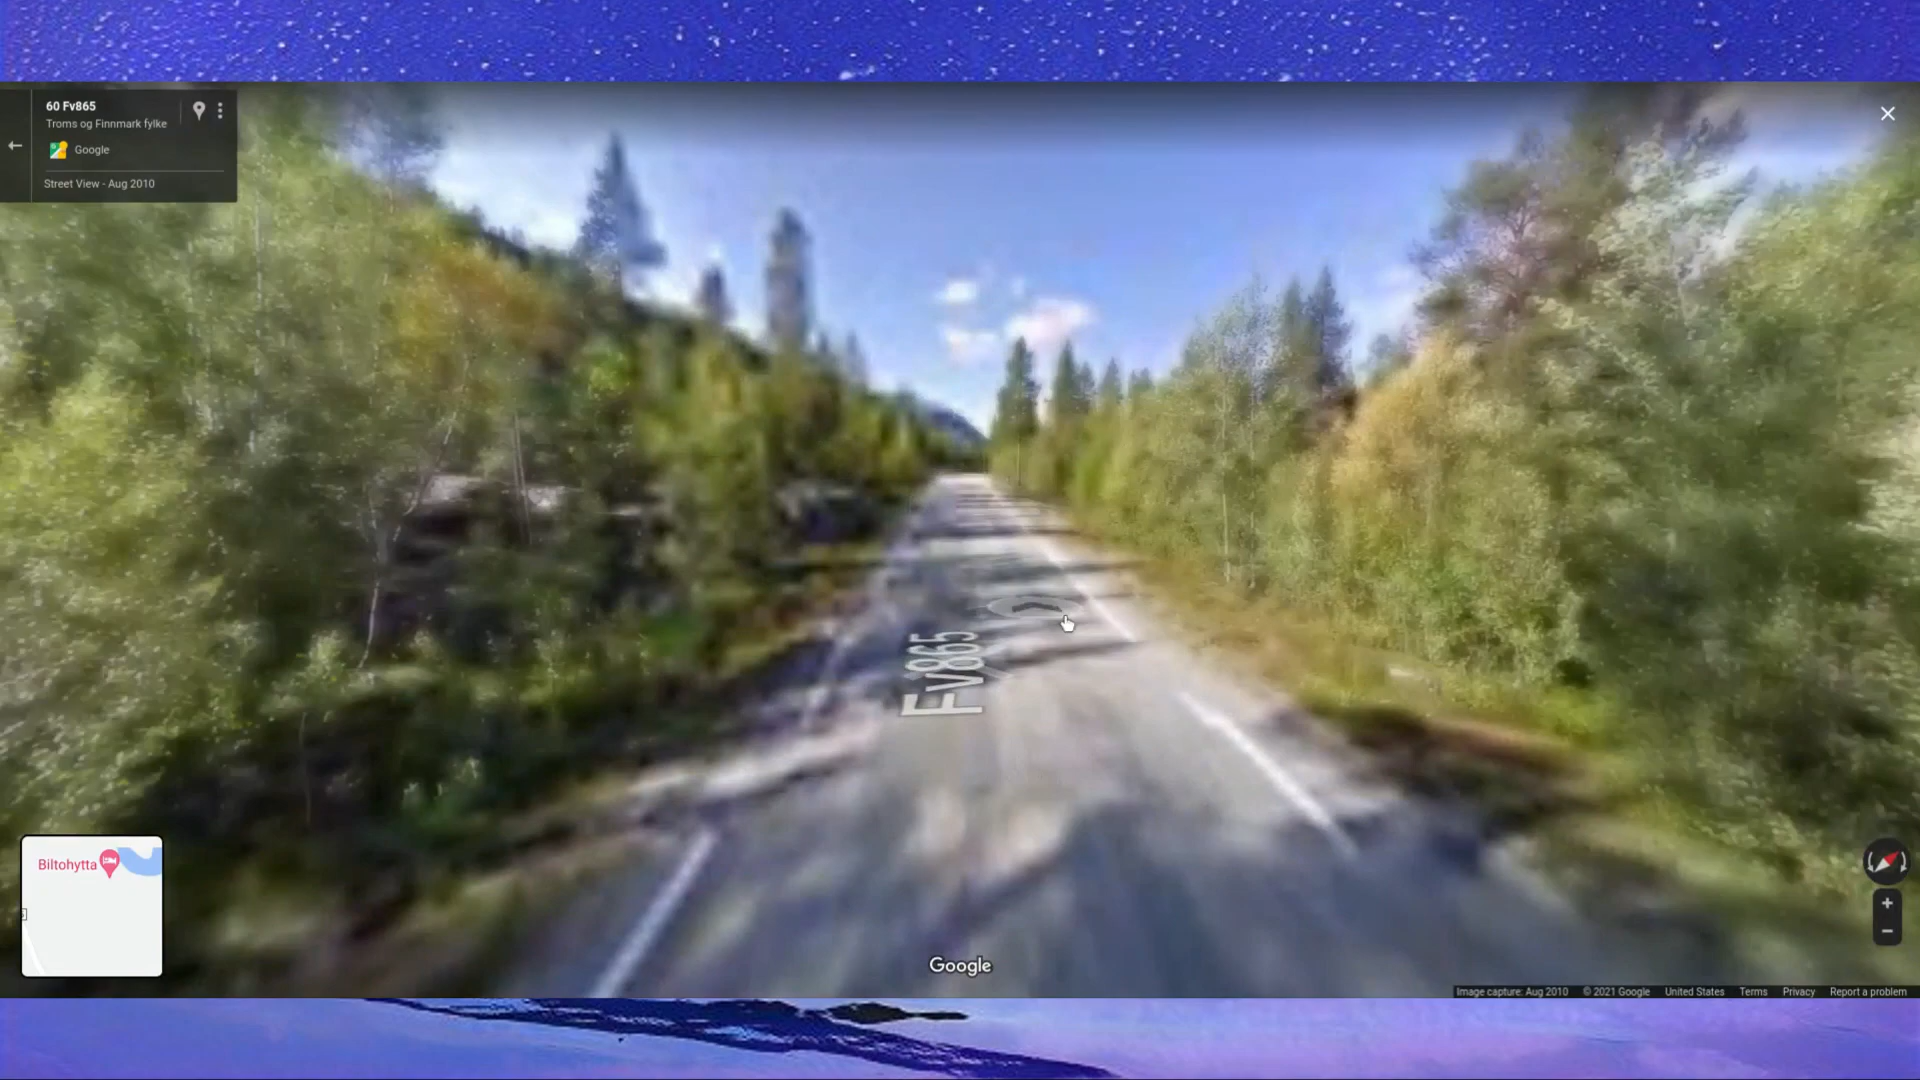 60 Fv865
Troms og Finnmark fylke
Google
Street View - Aug 2010
Fv865
Biltohytta
Google
Image capture: Aug 2010 © 2021 Google United States Terms Privacy Report a problem